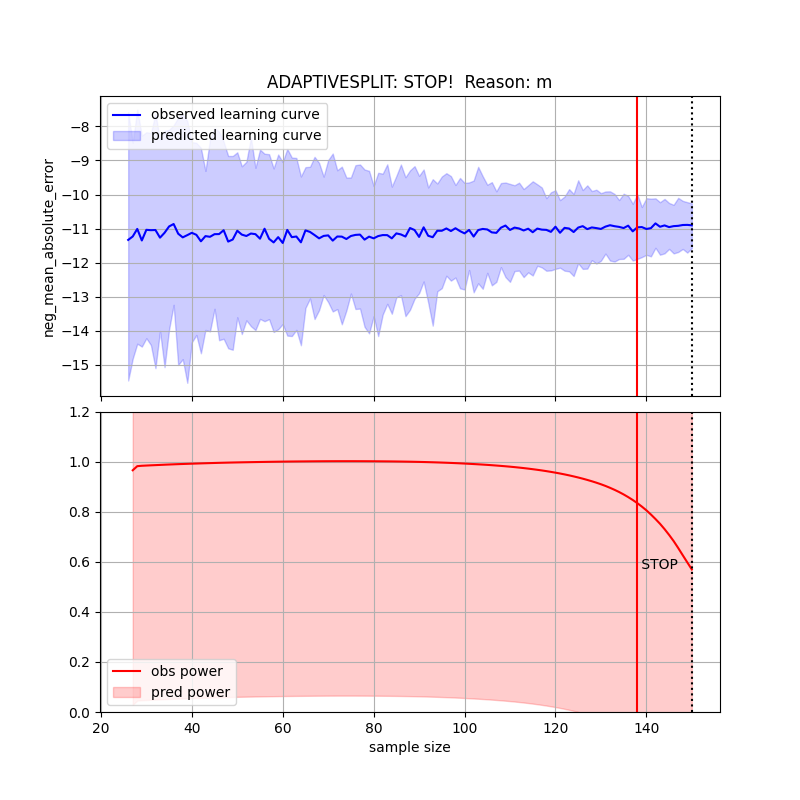 ADAPTIVESPLIT: STOP!  Reason: m
observed learning curve
predicted learning curve
neg_mean_absolute_error
−8
−9
−10
−11
−12
−13
−14
−15
1.2
1.0
0.8
0.6
0.4
0.2
0.0
STOP
obs power
pred power
20 40 60 80 100 120 140
sample size